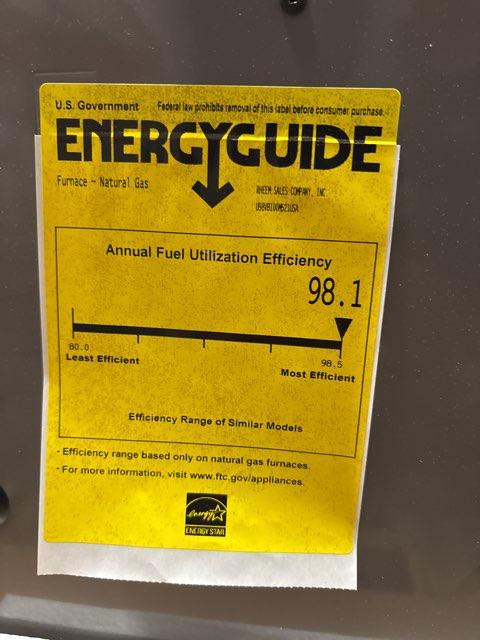 U.S. Government Federal law prohibits removal of this label before consumer purchase.
ENERGYGUIDE
Furnace - Natural Gas
RHEEM SALES COMPANY, INC.
Annual Fuel Utilization Efficiency
98.1
80.0
98.5
Least Efficient
Most Efficient
Efficiency Range of Similar Models
- Efficiency range based only on natural gas furnaces.
- For more information, visit www.ftc.gov/appliances.
energy
ENERGY STAR